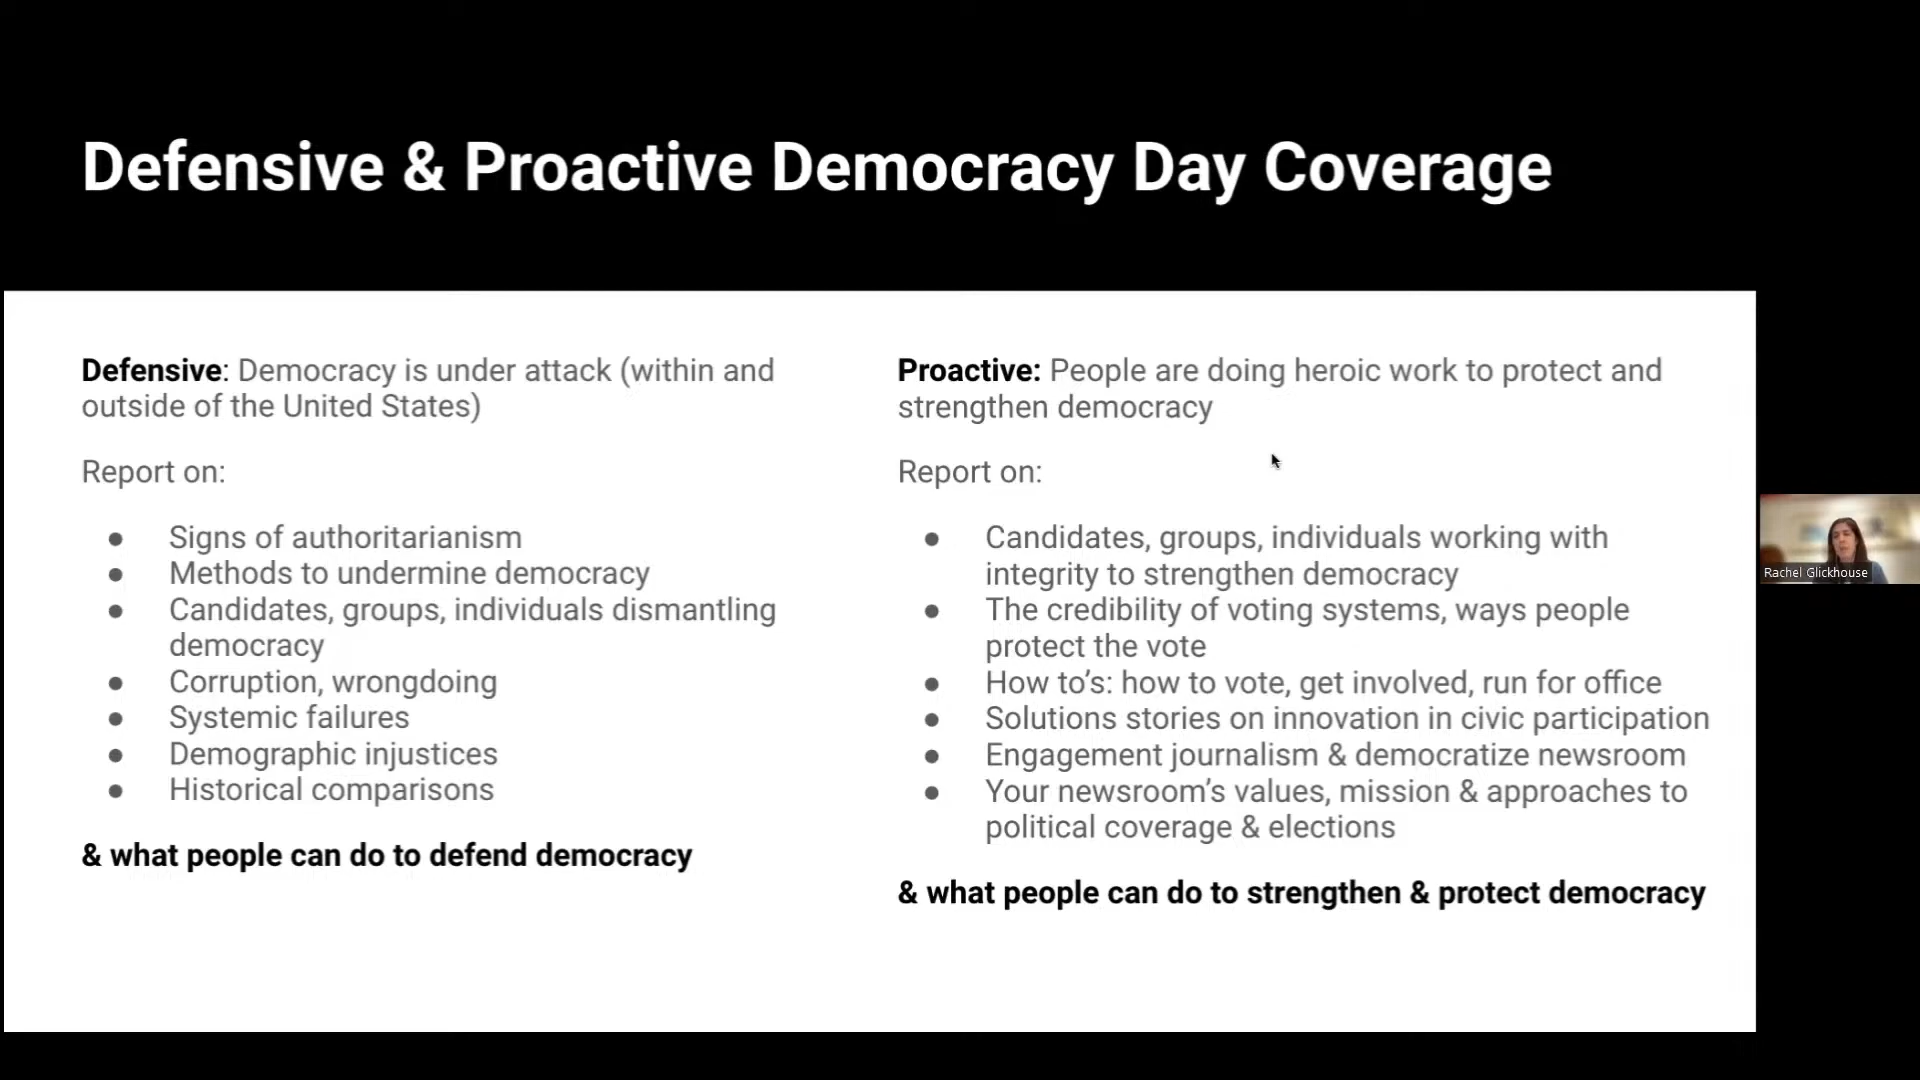 Defensive & Proactive Democracy Day Coverage
Defensive: Democracy is under attack (within and
outside of the United States)
Report on:
● Signs of authoritarianism
● Methods to undermine democracy
● Candidates, groups, individuals dismantling
democracy
● Corruption, wrongdoing
● Systemic failures
● Demographic injustices
● Historical comparisons
& what people can do to defend democracy
Proactive: People are doing heroic work to protect and
strengthen democracy
Report on:
● Candidates, groups, individuals working with
integrity to strengthen democracy
● The credibility of voting systems, ways people
protect the vote
● How to’s: how to vote, get involved, run for office
● Solutions stories on innovation in civic participation
● Engagement journalism & democratize newsroom
● Your newsroom’s values, mission & approaches to
political coverage & elections
& what people can do to strengthen & protect democracy
Rachel Glickhouse